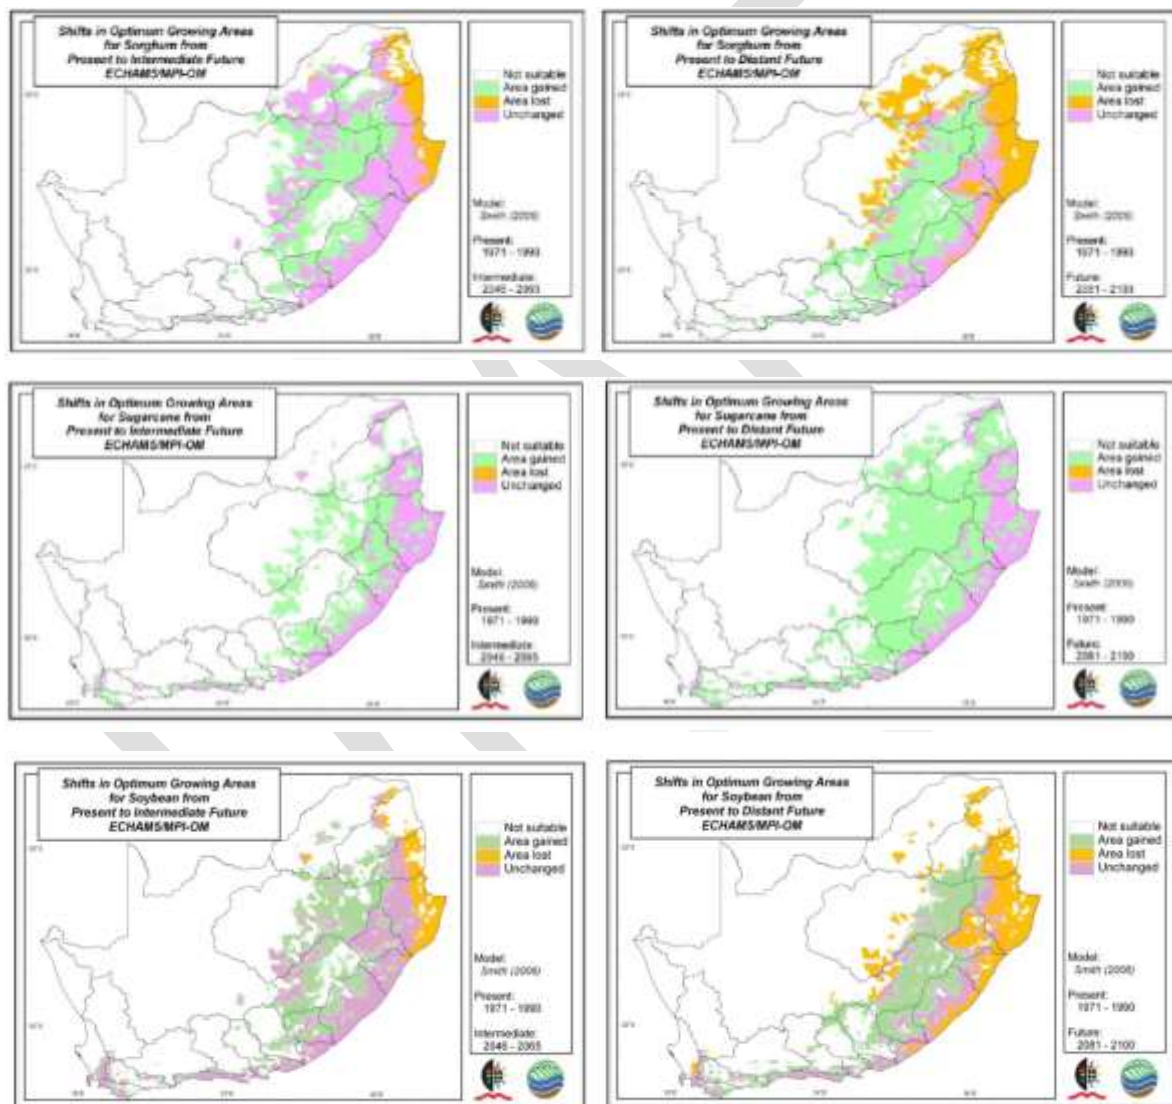 Shifts in Optimum Growing Areas
for Sorghum from
Present to Intermediate Future
ECHAM5/MPI-OM
Not suitable
Area gained
Area lost
Unchanged
Model:
Smith (2006)
Present:
1971 - 1990
Intermediate:
2046 - 2065
Shifts in Optimum Growing Areas
for Sorghum from
Present to Distant Future
ECHAM5/MPI-OM
Not suitable
Area gained
Area lost
Unchanged
Model:
Smith (2006)
Present:
1971 - 1990
Future:
2081 - 2100
Shifts in Optimum Growing Areas
for Sugarcane from
Present to Intermediate Future
ECHAM5/MPI-OM
Not suitable
Area gained
Area lost
Unchanged
Model:
Smith (2006)
Present:
1971 - 1990
Intermediate:
2046 - 2065
Shifts in Optimum Growing Areas
for Sugarcane from
Present to Distant Future
ECHAM5/MPI-OM
Not suitable
Area gained
Area lost
Unchanged
Model:
Smith (2006)
Present:
1971 - 1990
Future:
2081 - 2100
Shifts in Optimum Growing Areas
for Soybean from
Present to Intermediate Future
ECHAM5/MPI-OM
Not suitable
Area gained
Area lost
Unchanged
Model:
Smith (2006)
Present:
1971 - 1990
Intermediate:
2046 - 2065
Shifts in Optimum Growing Areas
for Soybean from
Present to Distant Future
ECHAM5/MPI-OM
Not suitable
Area gained
Area lost
Unchanged
Model:
Smith (2006)
Present:
1971 - 1990
Future:
2081 - 2100